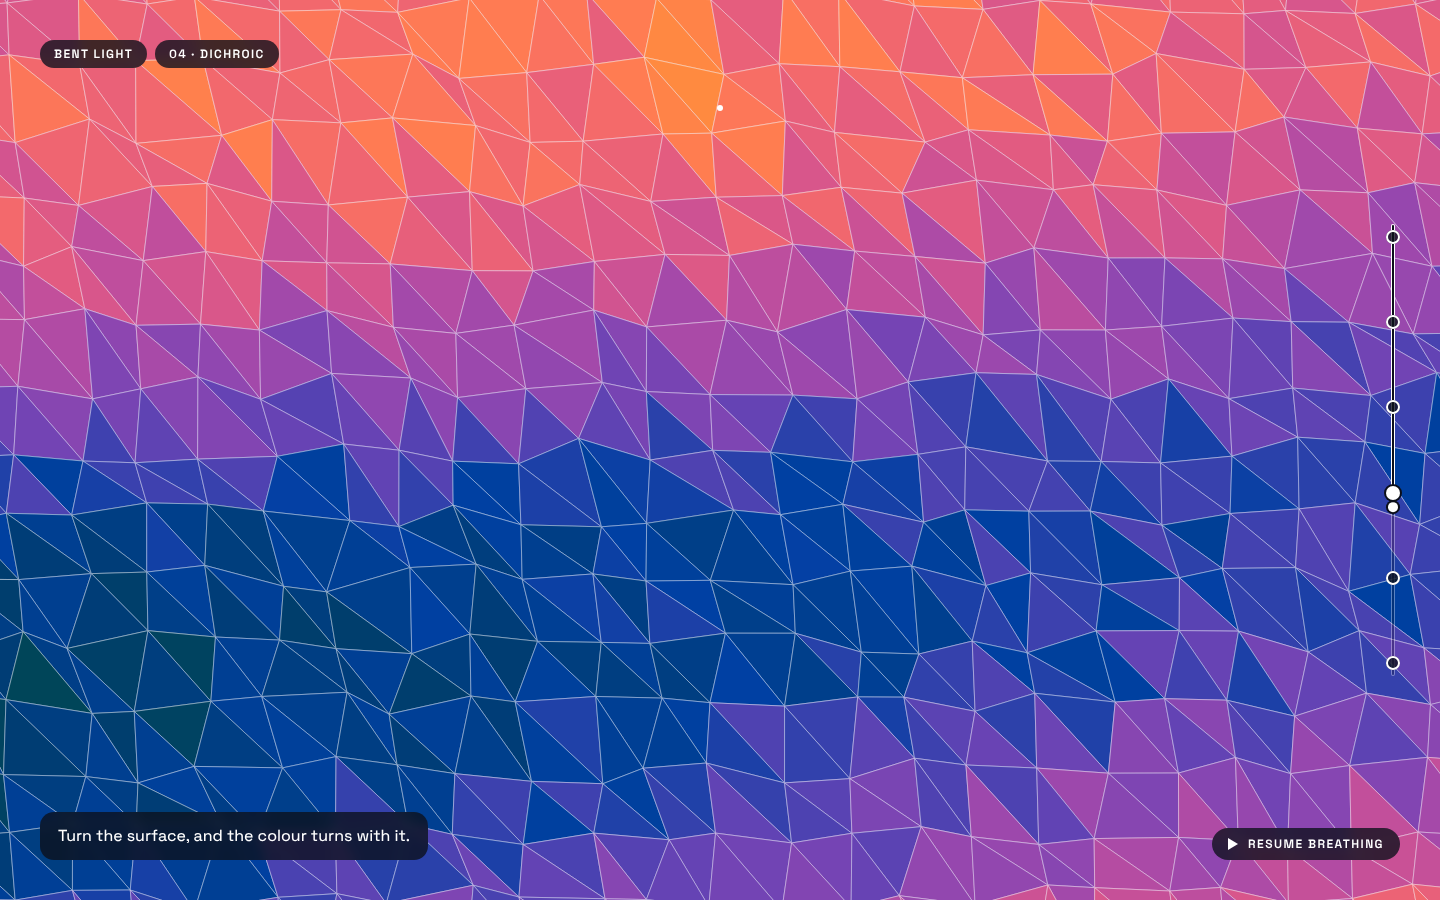 BENT LIGHT
04 · DICHROIC
Turn the surface, and the colour turns with it.
RESUME BREATHING